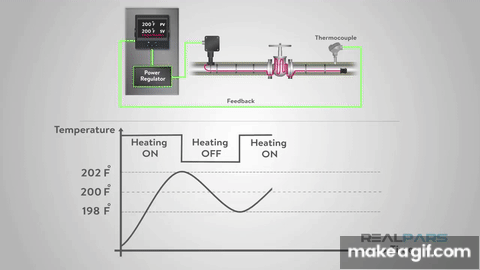 200 F° PV
200 F° SV
Power
Regulator
Thermocouple
Feedback
Temperature
Heating
ON
Heating
OFF
Heating
ON
202 F°
200 F°
198 F°
REALPARS
makeagif.com